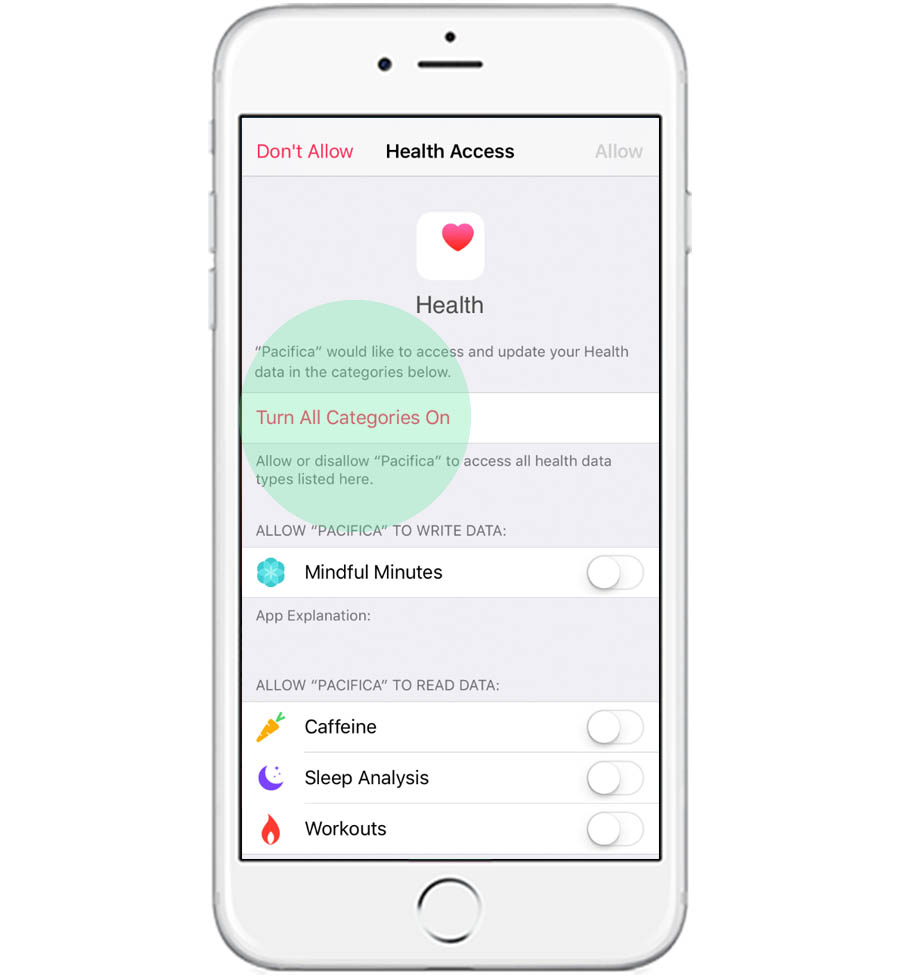 Don't Allow Health Access Allow
Health
“Pacifica” would like to access and update your Health
data in the categories below.
Turn All Categories On
Allow or disallow “Pacifica” to access all health data
types listed here.
ALLOW “PACIFICA” TO WRITE DATA:
Mindful Minutes
App Explanation:
ALLOW “PACIFICA” TO READ DATA:
Caffeine
Sleep Analysis
Workouts